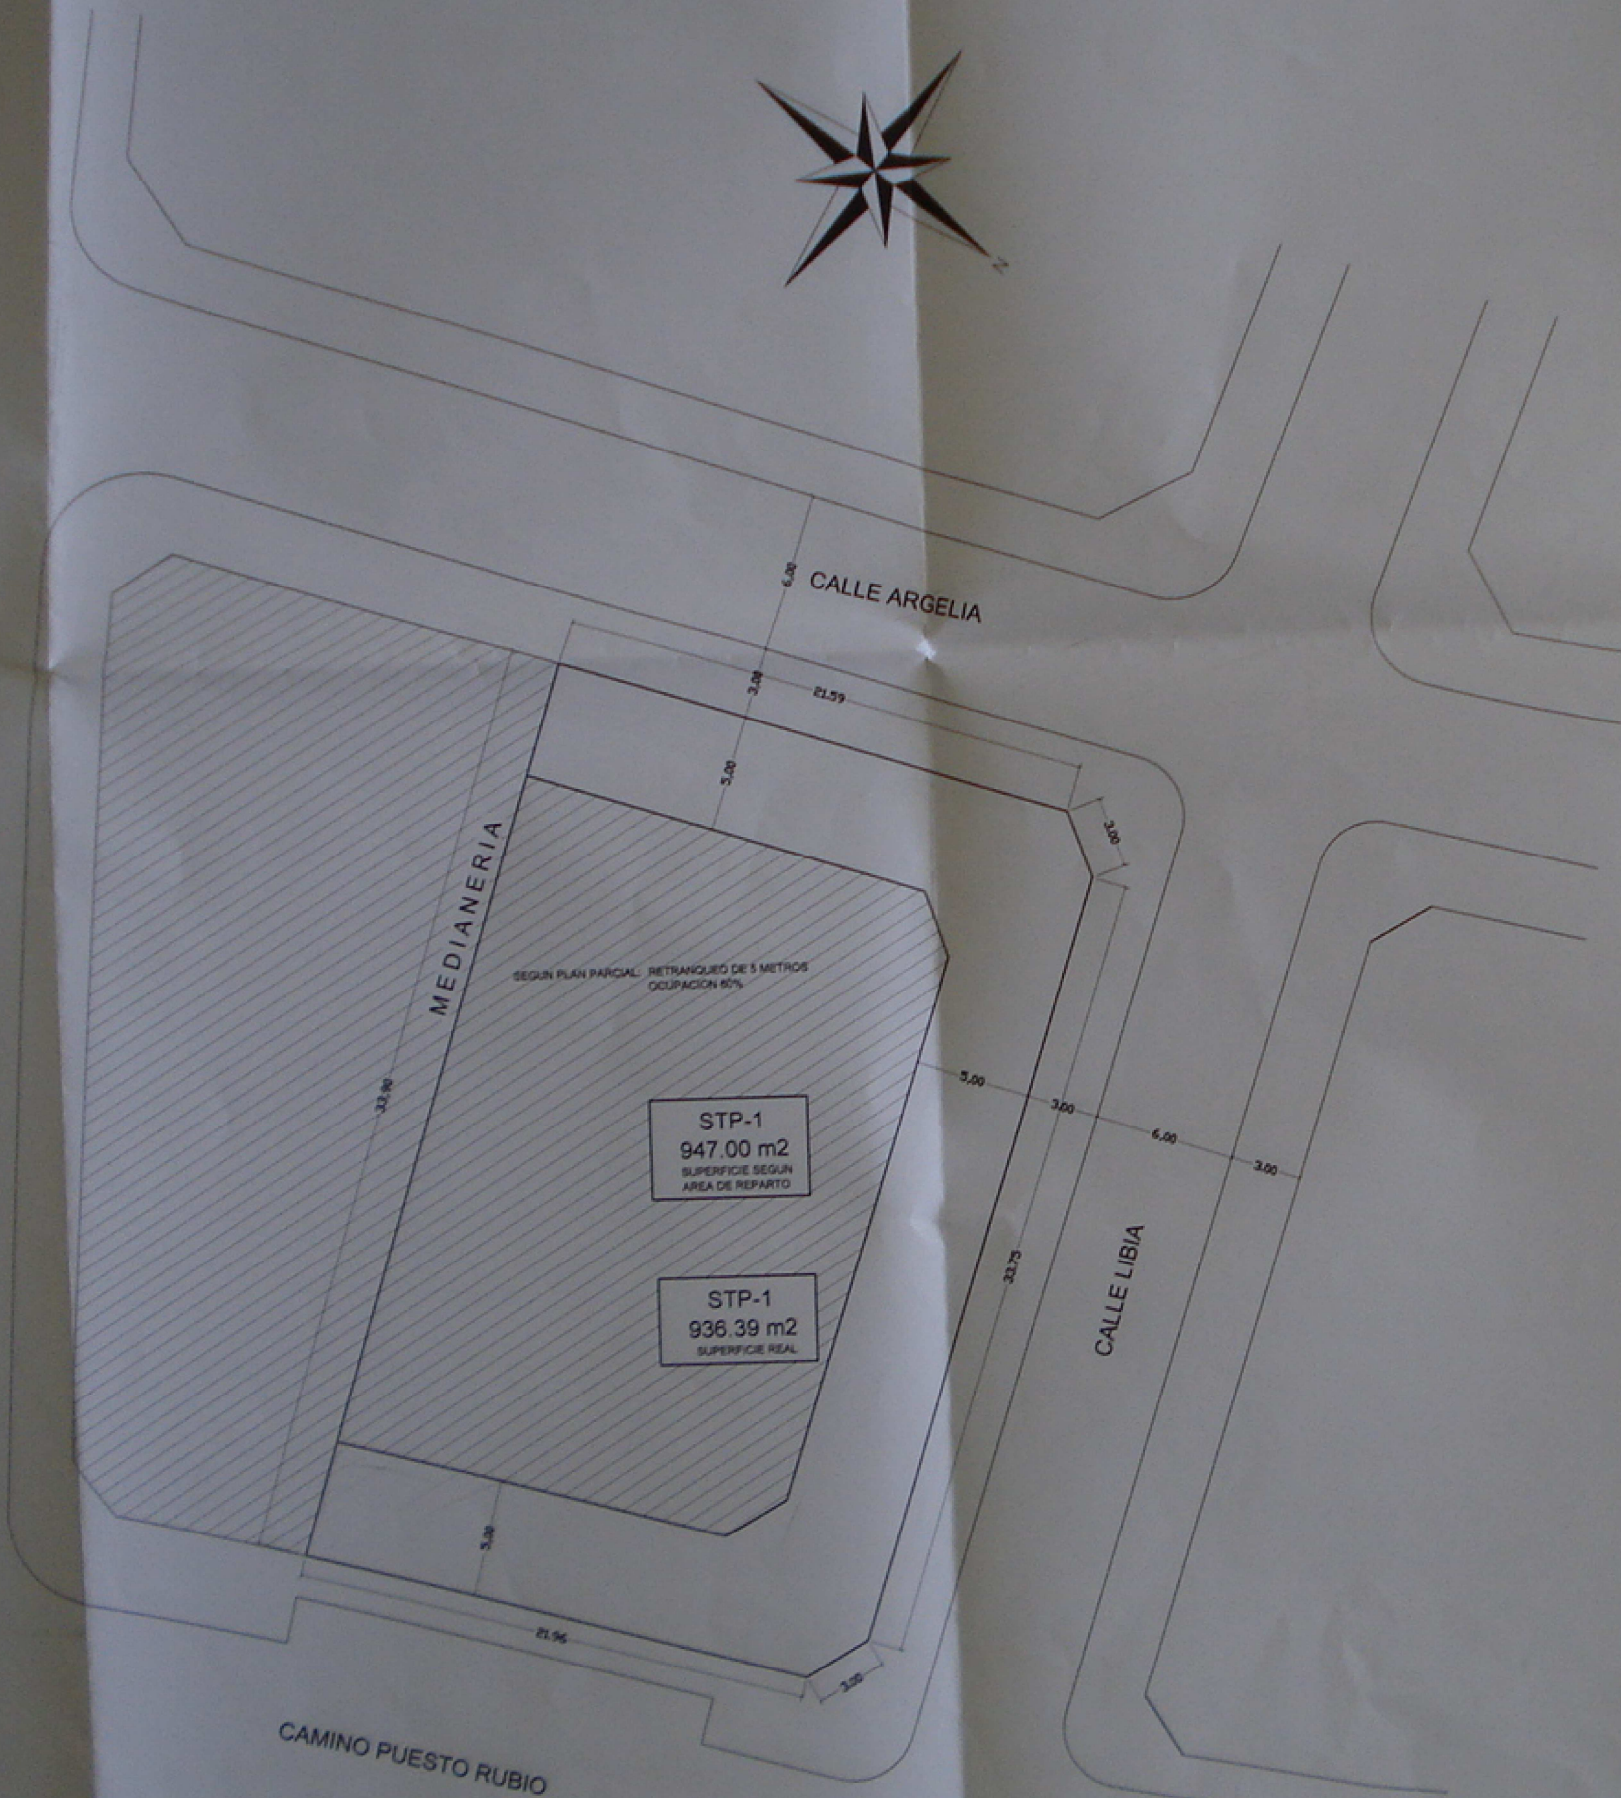 N
6,00
CALLE ARGELIA
3,00
21.59
5,00
3,00
MEDIANERIA
SEGUN PLAN PARCIAL: RETRANQUEO DE 5 METROS
OCUPACION 60%
33,90
5,00
3,00
6,00
3,00
STP-1
947.00 m2
SUPERFICIE SEGUN
AREA DE REPARTO
33,75
CALLE LIBIA
STP-1
936.39 m2
SUPERFICIE REAL
5,00
21.96
3,00
CAMINO PUESTO RUBIO